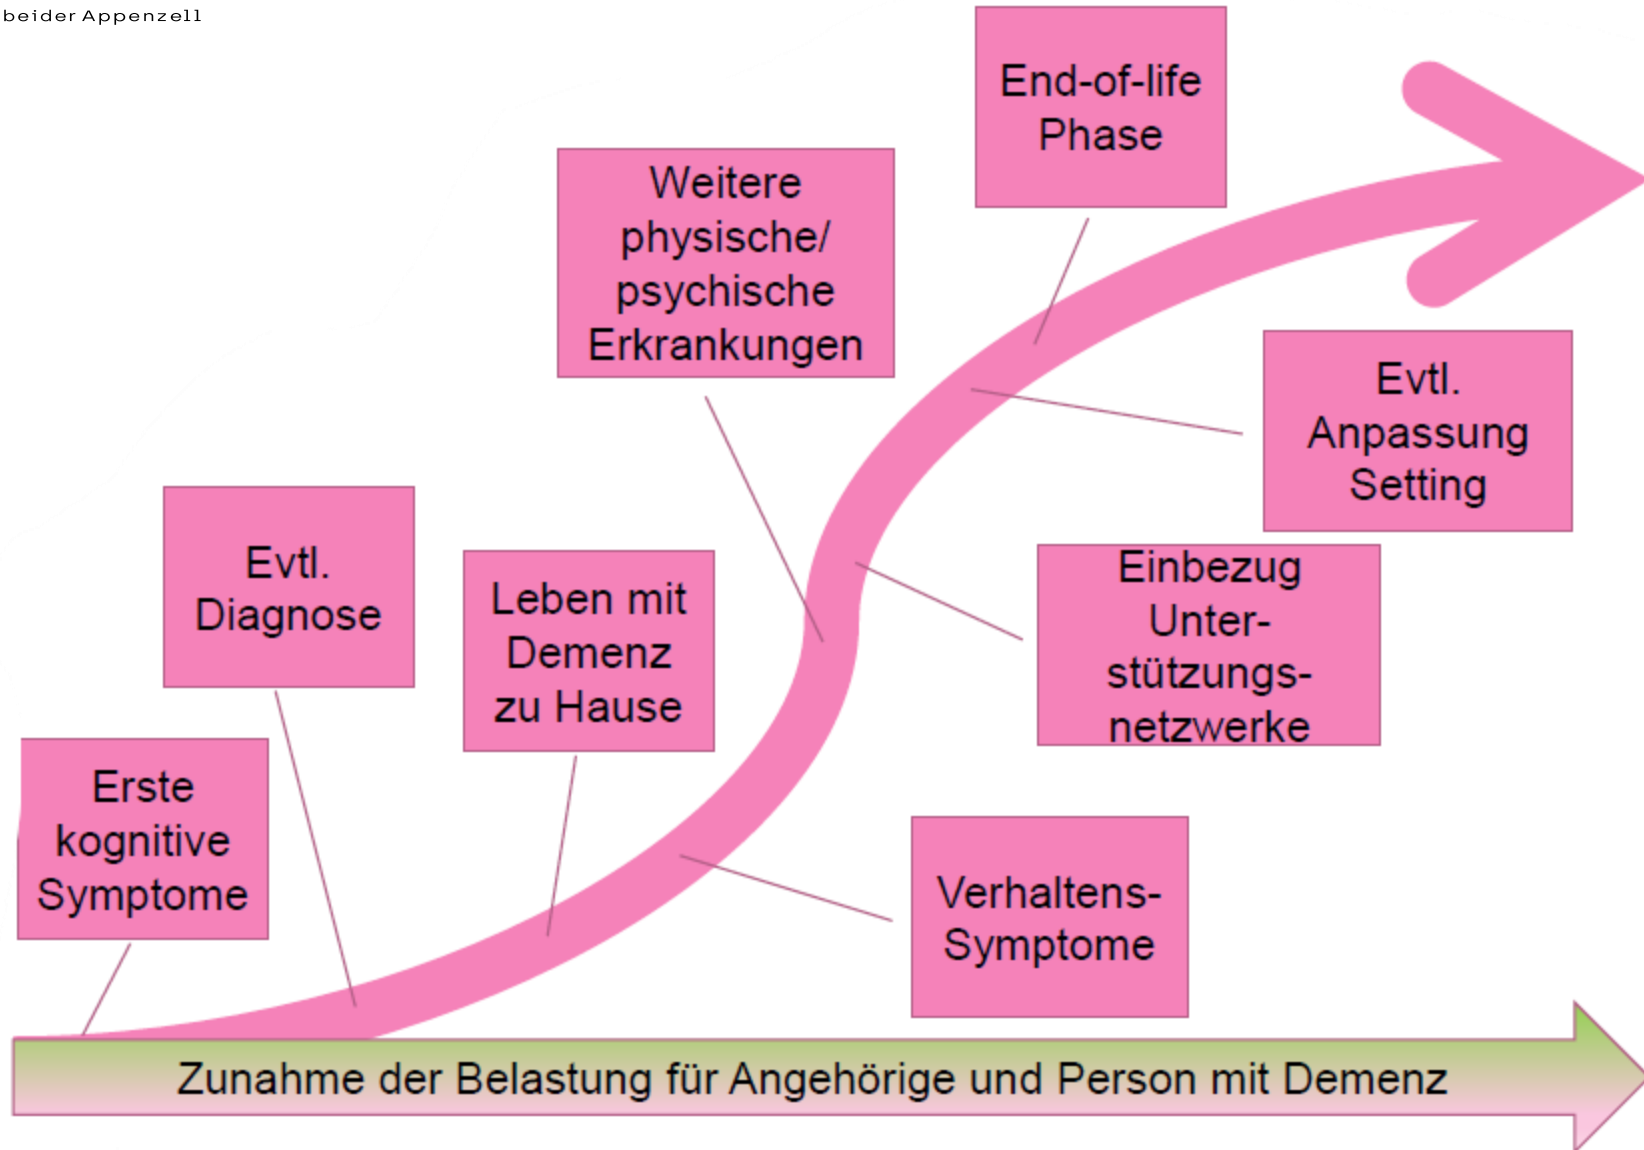 beider Appenzell
End-of-life
Phase
Weitere
physische/
psychische
Erkrankungen
Evtl.
Anpassung
Setting
Evtl.
Diagnose
Leben mit
Demenz
zu Hause
Einbezug
Unter-
stützungs-
netzwerke
Erste
kognitive
Symptome
Verhaltens-
Symptome
Zunahme der Belastung für Angehörige und Person mit Demenz